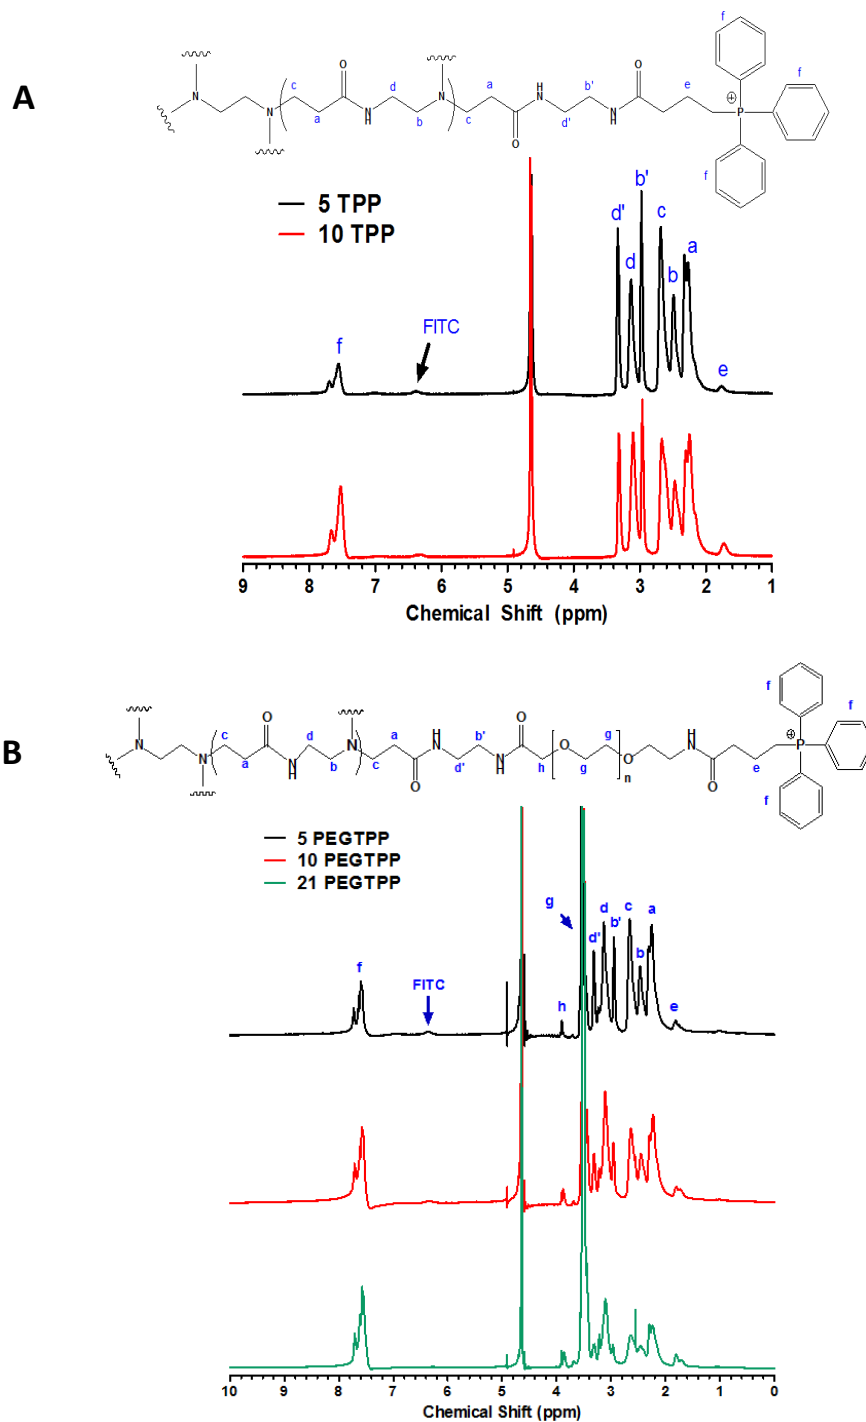 A
O
c
d
a
b'
O
e
f
f
f
N
N
a
N
H
b
N
c
O
N
H
d'
N
H
P
⊕
5 TPP
10 TPP
d'
d
b'
c
b
a
e
f
FITC
9 8 7 6 5 4 3 2 1
Chemical Shift (ppm)
B
O
c
d
a
b'
O
g
O
f
f
f
N
N
a
N
H
b
N
c
O
N
H
d'
N
H
h
O
g
O
n
N
H
O
e
P
⊕
5 PEGTPP
10 PEGTPP
21 PEGTPP
g
d
c
a
d'
b'
b
e
h
f
FITC
10 9 8 7 6 5 4 3 2 1 0
Chemical Shift (ppm)